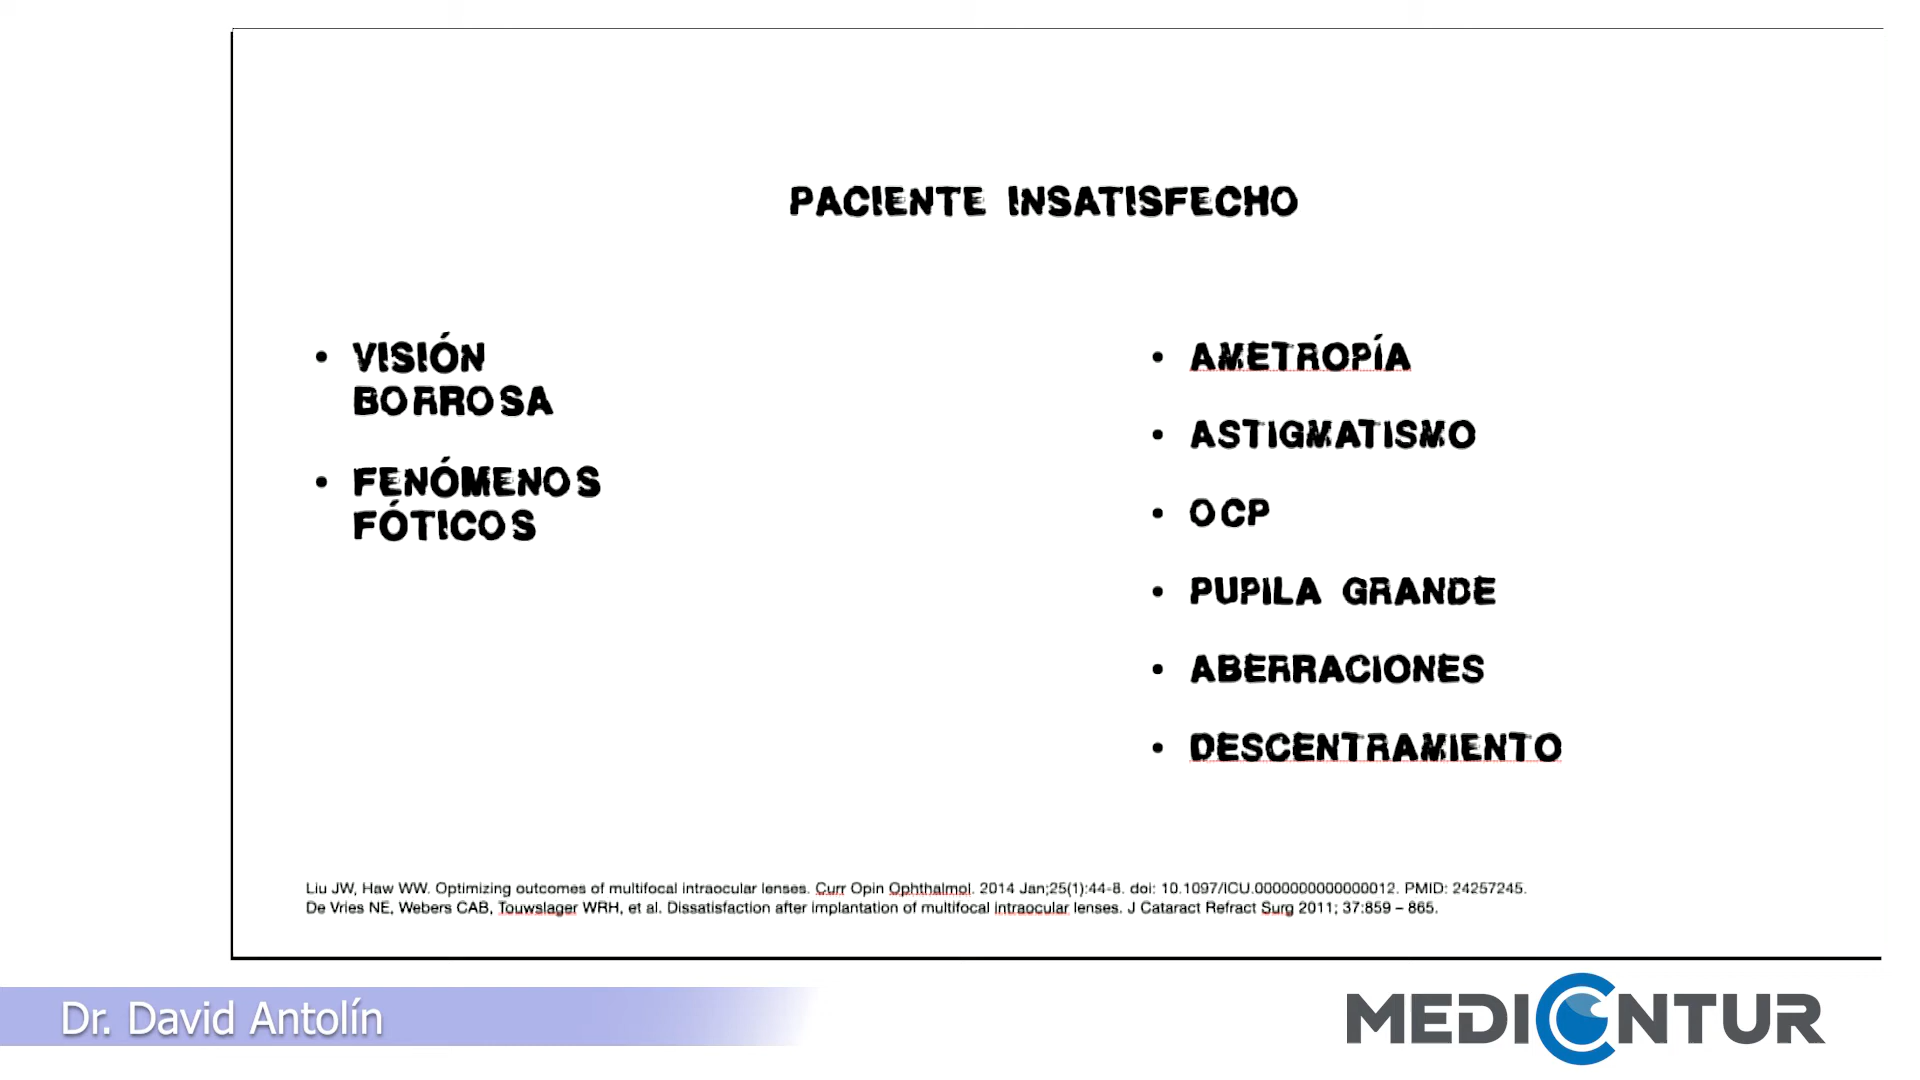 PACIENTE INSATISFECHO
• VISIÓN
BORROSA
• FENÓMENOS
FÓTICOS
• AMETROPÍA
• ASTIGMATISMO
• OCP
• PUPILA GRANDE
• ABERRACIONES
• DESCENTRAMIENTO
Liu JW, Haw WW. Optimizing outcomes of multifocal intraocular lenses. Curr Opin Ophthalmol. 2014 Jan;25(1):44-8. doi: 10.1097/ICU.0000000000000012. PMID: 24257245.
De Vries NE, Webers CAB, Touwslager WRH, et al. Dissatisfaction after implantation of multifocal intraocular lenses. J Cataract Refract Surg 2011; 37:859 – 865.
Dr. David Antolín
MEDICONTUR